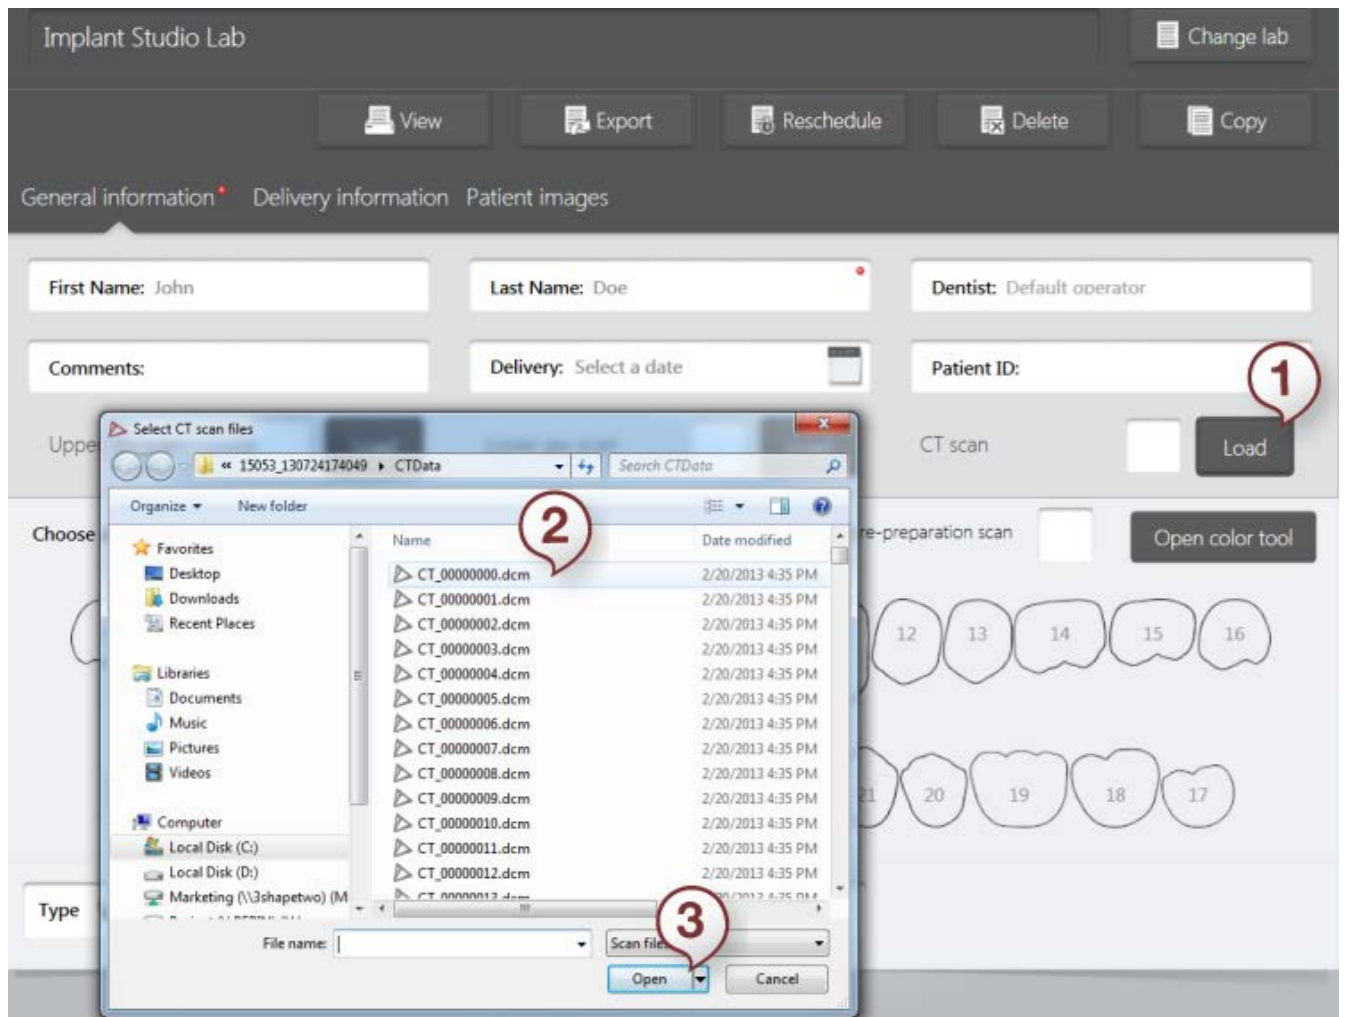 Implant Studio Lab
Change lab
View
Export
Reschedule
Delete
Copy
General information
Delivery information
Patient images
First Name: John
Last Name: Doe
Dentist: Default operator
Comments:
Delivery: Select a date
Patient ID:
1
Upper
CT scan
Load
Select CT scan files
« 15053_130724174049 ▸ CTData
Search CTData
Organize
New folder
Choose
re-preparation scan
Open color tool
2
Name
Date modified
Favorites
Desktop
Downloads
Recent Places
Libraries
Documents
Music
Pictures
Videos
Computer
Local Disk (C:)
Local Disk (D:)
Marketing (\\3shapetwo) (M
CT_00000000.dcm 2/20/2013 4:35 PM
CT_00000001.dcm 2/20/2013 4:35 PM
CT_00000002.dcm 2/20/2013 4:35 PM
CT_00000003.dcm 2/20/2013 4:35 PM
CT_00000004.dcm 2/20/2013 4:35 PM
CT_00000005.dcm 2/20/2013 4:35 PM
CT_00000006.dcm 2/20/2013 4:35 PM
CT_00000007.dcm 2/20/2013 4:35 PM
CT_00000008.dcm 2/20/2013 4:35 PM
CT_00000009.dcm 2/20/2013 4:35 PM
CT_00000010.dcm 2/20/2013 4:35 PM
CT_00000011.dcm 2/20/2013 4:35 PM
CT_00000012.dcm 2/20/2013 4:35 PM
CT_00000013.dcm
12
13
14
15
16
21
20
19
18
17
Type
3
File name:
Scan files
Open
Cancel